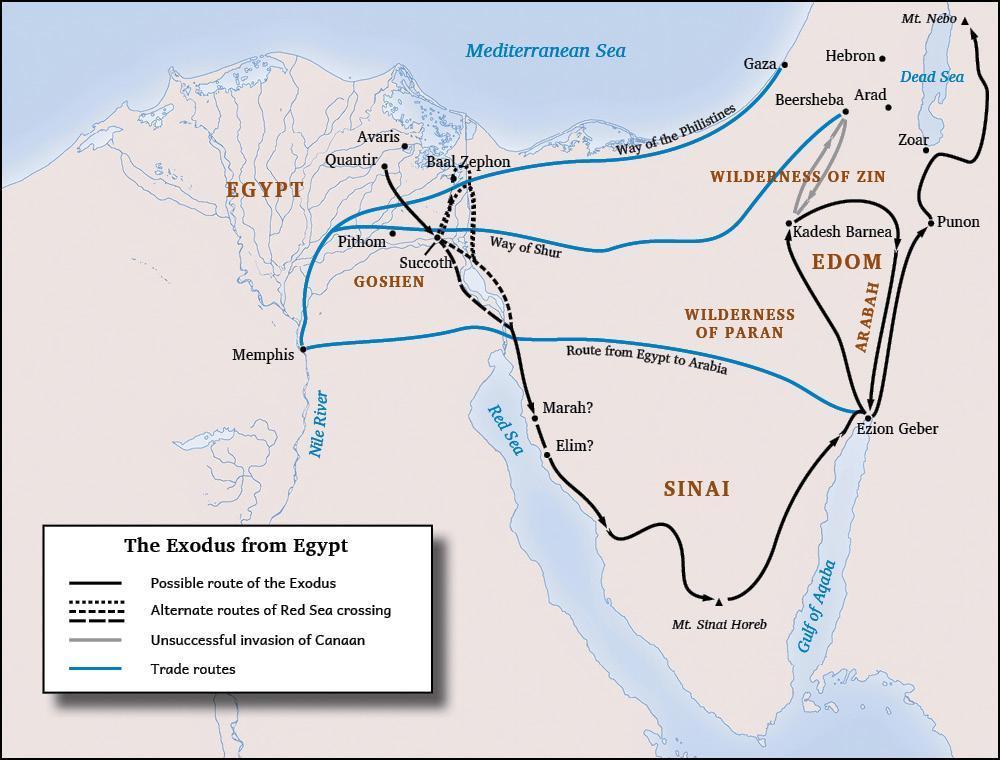 Mt. Nebo
Mediterranean Sea
Gaza
Hebron
Dead Sea
Beersheba
Arad
Avaris
Quantir
Baal Zephon
Way of the Philistines
Zoar
EGYPT
WILDERNESS OF ZIN
Pithom
Way of Shur
Kadesh Barnea
Punon
Succoth
GOSHEN
EDOM
ARABAH
WILDERNESS
OF PARAN
Memphis
Route from Egypt to Arabia
Nile River
Red Sea
Marah?
Elim?
Ezion Geber
SINAI
Mt. Sinai Horeb
Gulf of Aqaba
The Exodus from Egypt
Possible route of the Exodus
Alternate routes of Red Sea crossing
Unsuccessful invasion of Canaan
Trade routes